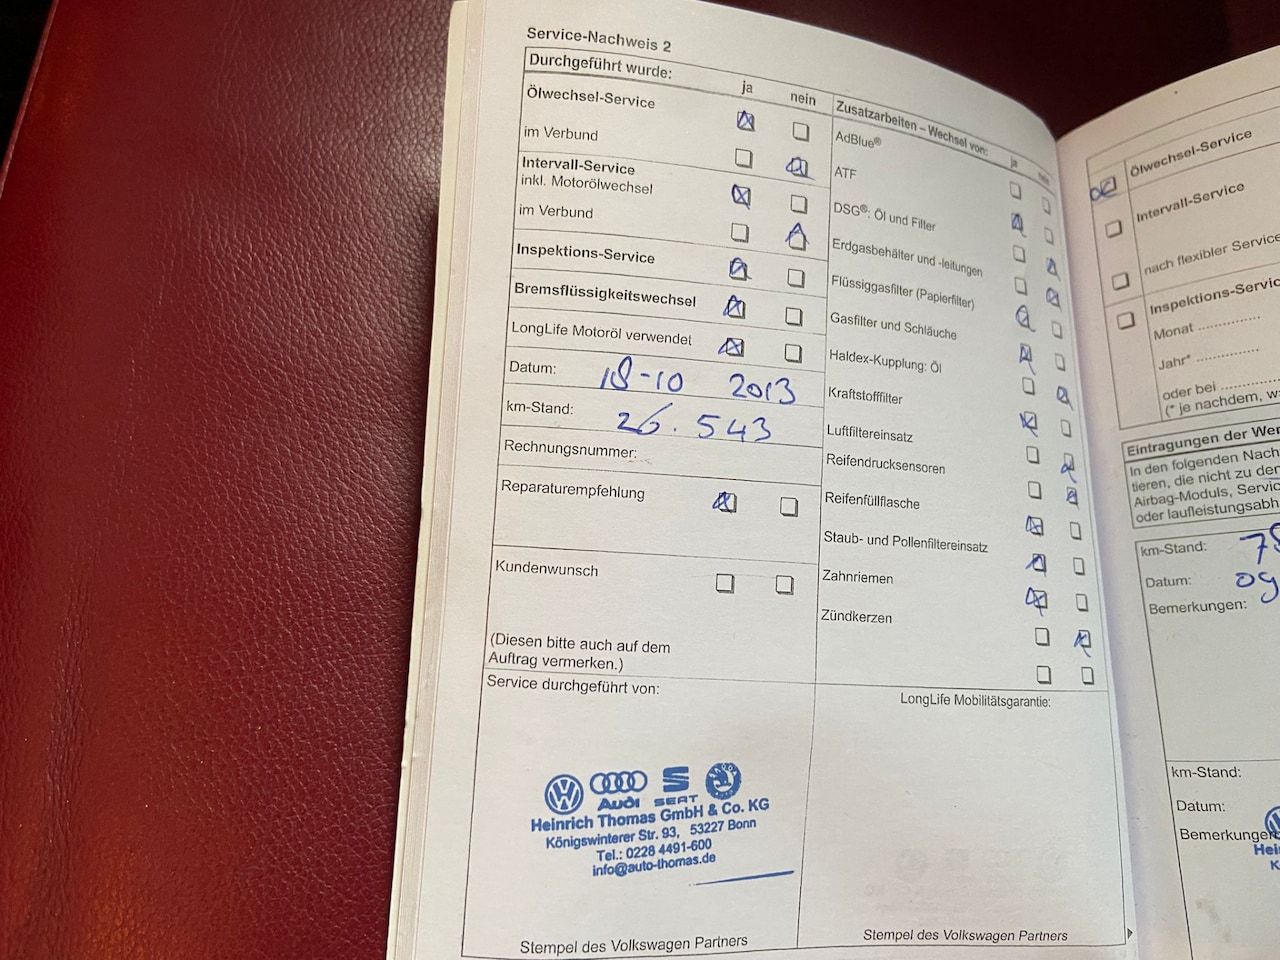 Service-Nachweis 2
Durchgeführt wurde:
ja
nein
Ölwechsel-Service
im Verbund
Intervall-Service
inkl. Motorölwechsel
im Verbund
Inspektions-Service
Bremsflüssigkeitswechsel
LongLife Motoröl verwendet
Datum: 18-10 2013
km-Stand: 26.543
Rechnungsnummer:
Reparaturempfehlung
Kundenwunsch
(Diesen bitte auch auf dem
Auftrag vermerken.)
Service durchgeführt von:
AUDI SEAT
Heinrich Thomas GmbH & Co. KG
Königswinterer Str. 93, 53227 Bonn
Tel.: 0228 4491-600
info@auto-thomas.de
Stempel des Volkswagen Partners
Zusatzarbeiten – Wechsel von:
ja
nein
AdBlue®
ATF
DSG®: Öl und Filter
Erdgasbehälter und -leitungen
Flüssiggasfilter (Papierfilter)
Gasfilter und Schläuche
Haldex-Kupplung: Öl
Kraftstofffilter
Luftfiltereinsatz
Reifendrucksensoren
Reifenfüllflasche
Staub- und Pollenfiltereinsatz
Zahnriemen
Zündkerzen
LongLife Mobilitätsgarantie:
Stempel des Volkswagen Partners
Ölwechsel-Service
Intervall-Service
nach flexibler Service
Inspektions-Servic
Monat ..............
Jahr* ..............
oder bei ..............
(* je nachdem, w
Eintragungen der Wer
In den folgenden Nach
tieren, die nicht zu den
Airbag-Moduls, Servic
oder laufleistungsabh
km-Stand: 78
Datum: 09
Bemerkungen:
km-Stand:
Datum:
Bemerkungen
Hei
K